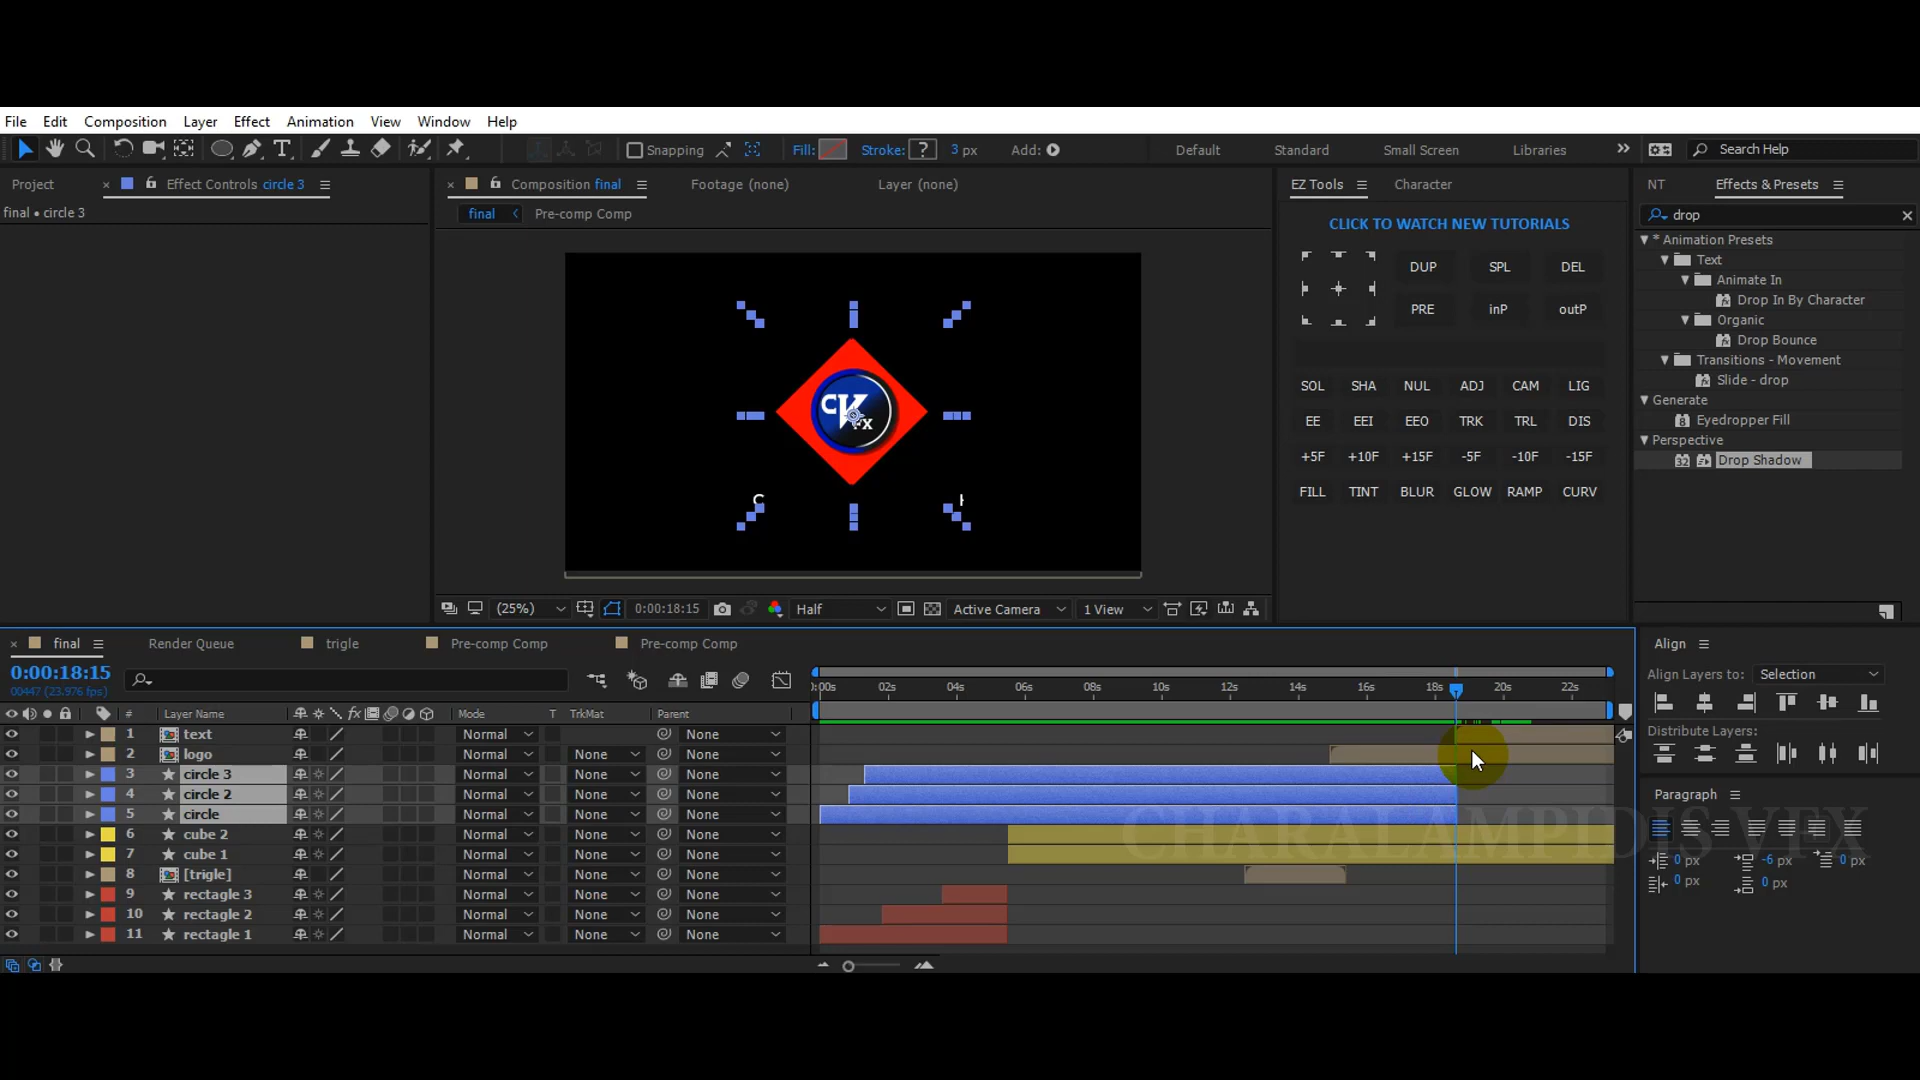 File Edit Composition Layer Effect Animation View Window Help
Snapping Fill: Stroke: ? 3 px Add: Default Standard Small Screen Libraries Search Help
Project Effect Controls circle 3 Composition final Footage (none) Layer (none) EZ Tools Character NT Effects & Presets
final • circle 3 final Pre-comp Comp
CLICK TO WATCH NEW TUTORIALS
drop
* Animation Presets
Text
Animate In
Drop In By Character
Organic
Drop Bounce
Transitions - Movement
Slide - drop
Generate
Eyedropper Fill
Perspective
Drop Shadow
DUP SPL DEL
PRE inP outP
SOL SHA NUL ADJ CAM LIG
EE EEI EEO TRK TRL DIS
+5F +10F +15F -5F -10F -15F
FILL TINT BLUR GLOW RAMP CURV
CV
FX
C
(25%) 0:00:18:15 Half Active Camera 1 View
final Render Queue trigle Pre-comp Comp Pre-comp Comp
0:00:18:15
00447 (23.976 fps)
:00s 02s 04s 06s 08s 10s 12s 14s 16s 18s 20s 22s
# Layer Name fx Mode T TrkMat Parent
1 text Normal None
2 logo Normal None None
3 circle 3 Normal None None
4 circle 2 Normal None None
5 circle Normal None None
6 cube 2 Normal None None
7 cube 1 Normal None None
8 [trigle] Normal None None
9 rectagle 3 Normal None None
10 rectagle 2 Normal None None
11 rectagle 1 Normal None None
CHARALAMPIDIS VFX
Align
Align Layers to: Selection
Distribute Layers:
Paragraph
0 px -6 px 0 px
0 px 0 px